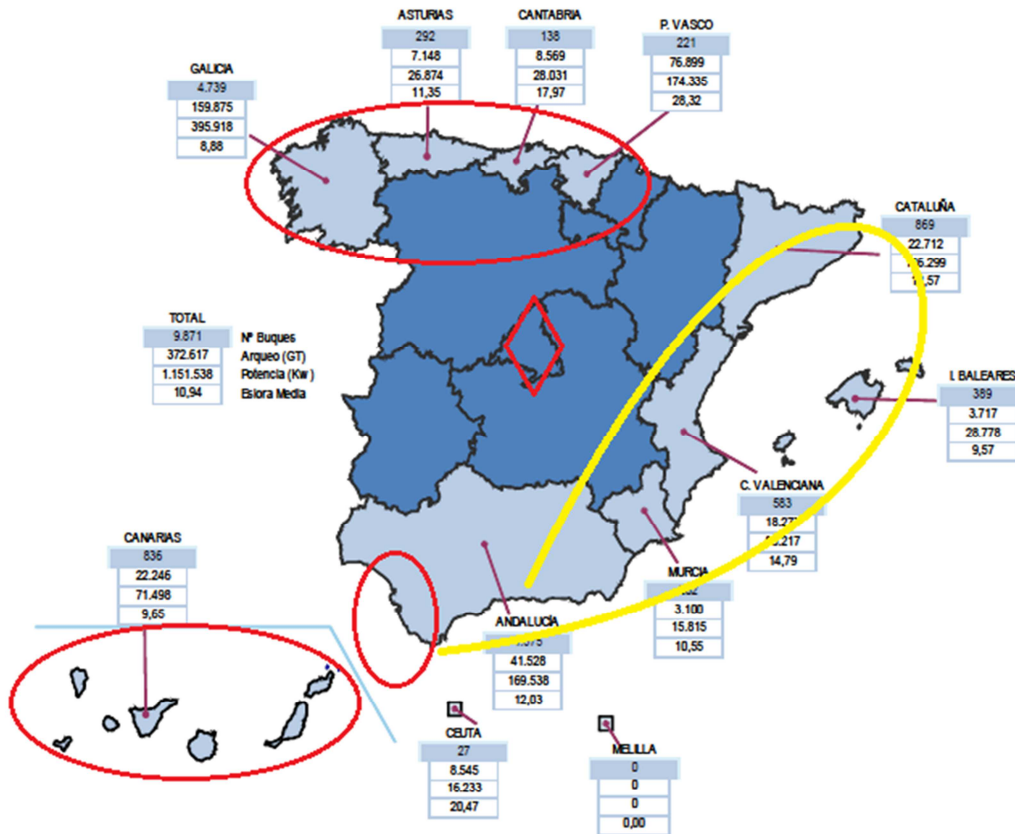 ASTURIAS
292
7.148
26.874
11,35
CANTABRIA
138
8.569
28.031
17,97
P. VASCO
221
76.899
174.335
28,32
GALICIA
4.739
159.875
395.918
8,88
CATALUÑA
869
22.712
TOTAL
9.871 Nº Buques
372.617 Arqueo (GT)
1.151.538 Potencia (Kw)
10,94 Eslora Media
I. BALEARES
389
3.717
28.778
9,57
C. VALENCIANA
583
14,79
CANARIAS
836
22.246
71.498
9,65
MURCIA
3.100
15.815
10,55
ANDALUCÍA
41.528
169.538
12,03
CEUTA
27
8.545
16.233
20,47
MELILLA
0
0
0
0,00